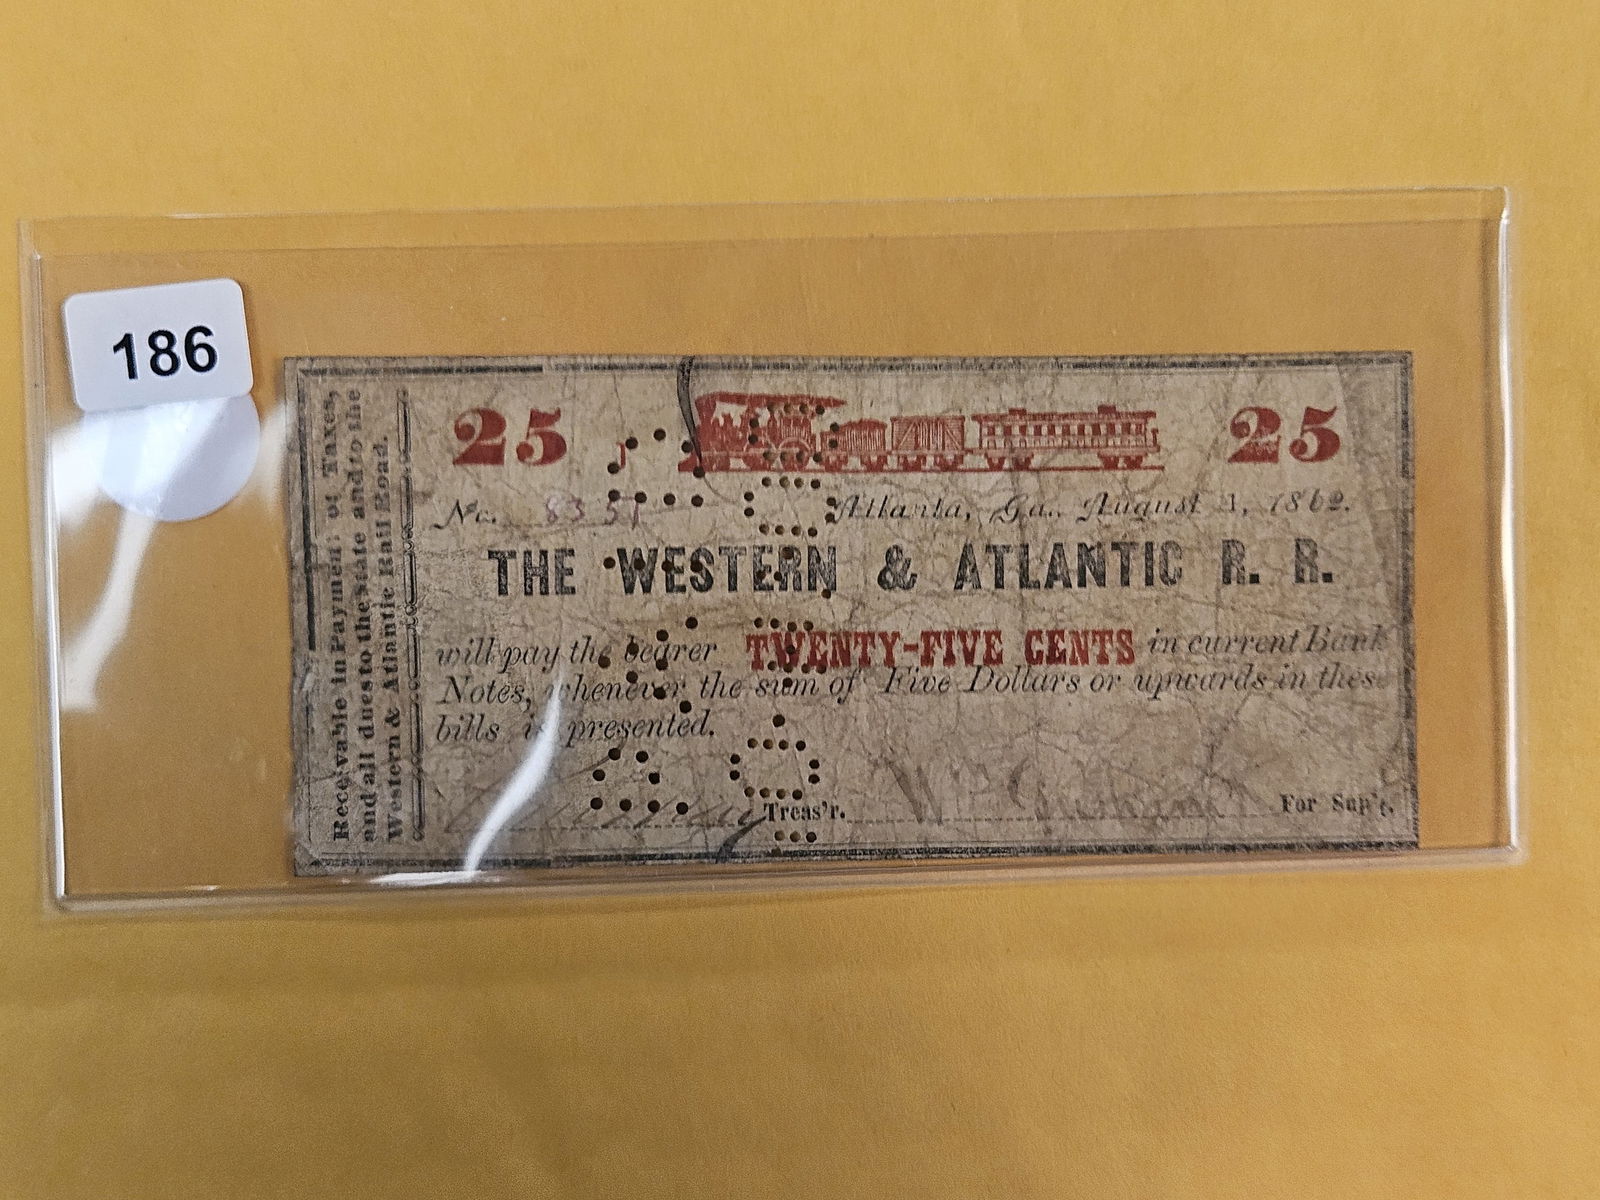 186
Receivable in Payment of Taxes,
and all dues to the State and to the
Western & Atlantic Rail Road.
25 25
No. 8351 Atlanta, Ga., August 1, 1862.
THE WESTERN & ATLANTIC R. R.
will pay the bearer TWENTY-FIVE CENTS in current Bank
Notes, whenever the sum of Five Dollars or upwards in these
bills is presented.
Treas'r. For Sup't.